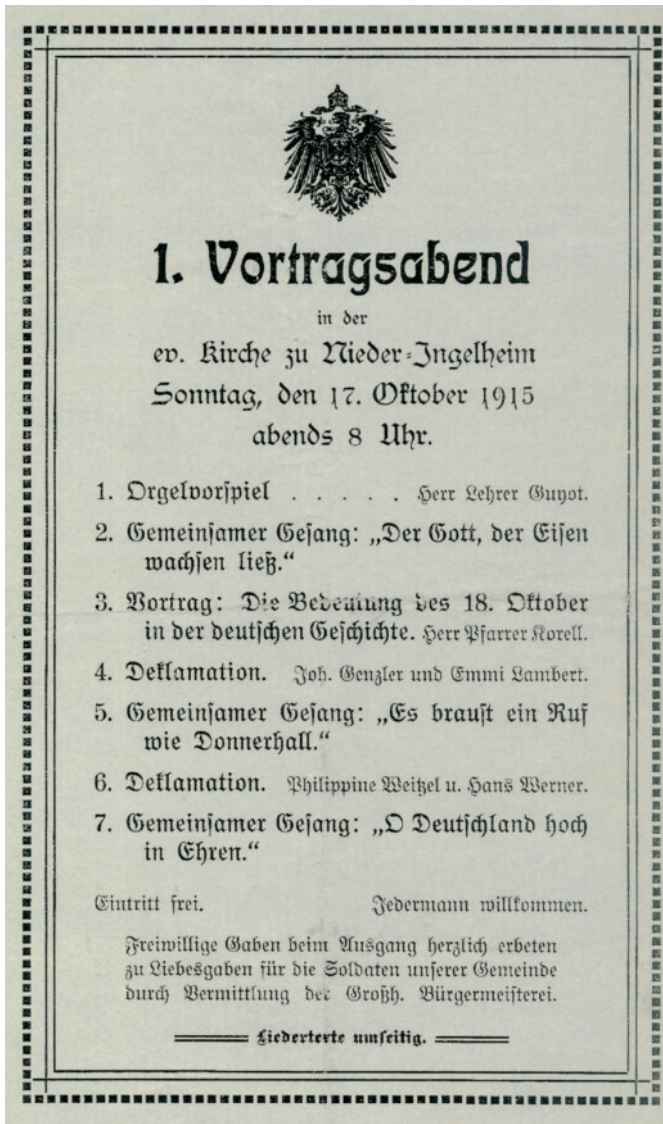 1. Vortragsabend
in der
ev. Kirche zu Nieder-Ingelheim
Sonntag, den 17. Oktober 1915
abends 8 Uhr.
1. Orgelvorspiel . . . . . Herr Lehrer Guyot.
2. Gemeinsamer Gesang: „Der Gott, der Eisen
wachsen ließ.“
3. Vortrag: Die Bedeutung des 18. Oktober
in der deutschen Geschichte. Herr Pfarrer Korell.
4. Deklamation. Joh. Genzler und Emmi Lambert.
5. Gemeinsamer Gesang: „Es braust ein Ruf
wie Donnerhall.“
6. Deklamation. Philippine Weitzel u. Hans Werner.
7. Gemeinsamer Gesang: „O Deutschland hoch
in Ehren.“
Eintritt frei. Jedermann willkommen.
Freiwillige Gaben beim Ausgang herzlich erbeten
zu Liebesgaben für die Soldaten unserer Gemeinde
durch Vermittlung der Großh. Bürgermeisterei.
Liedertexte umseitig.